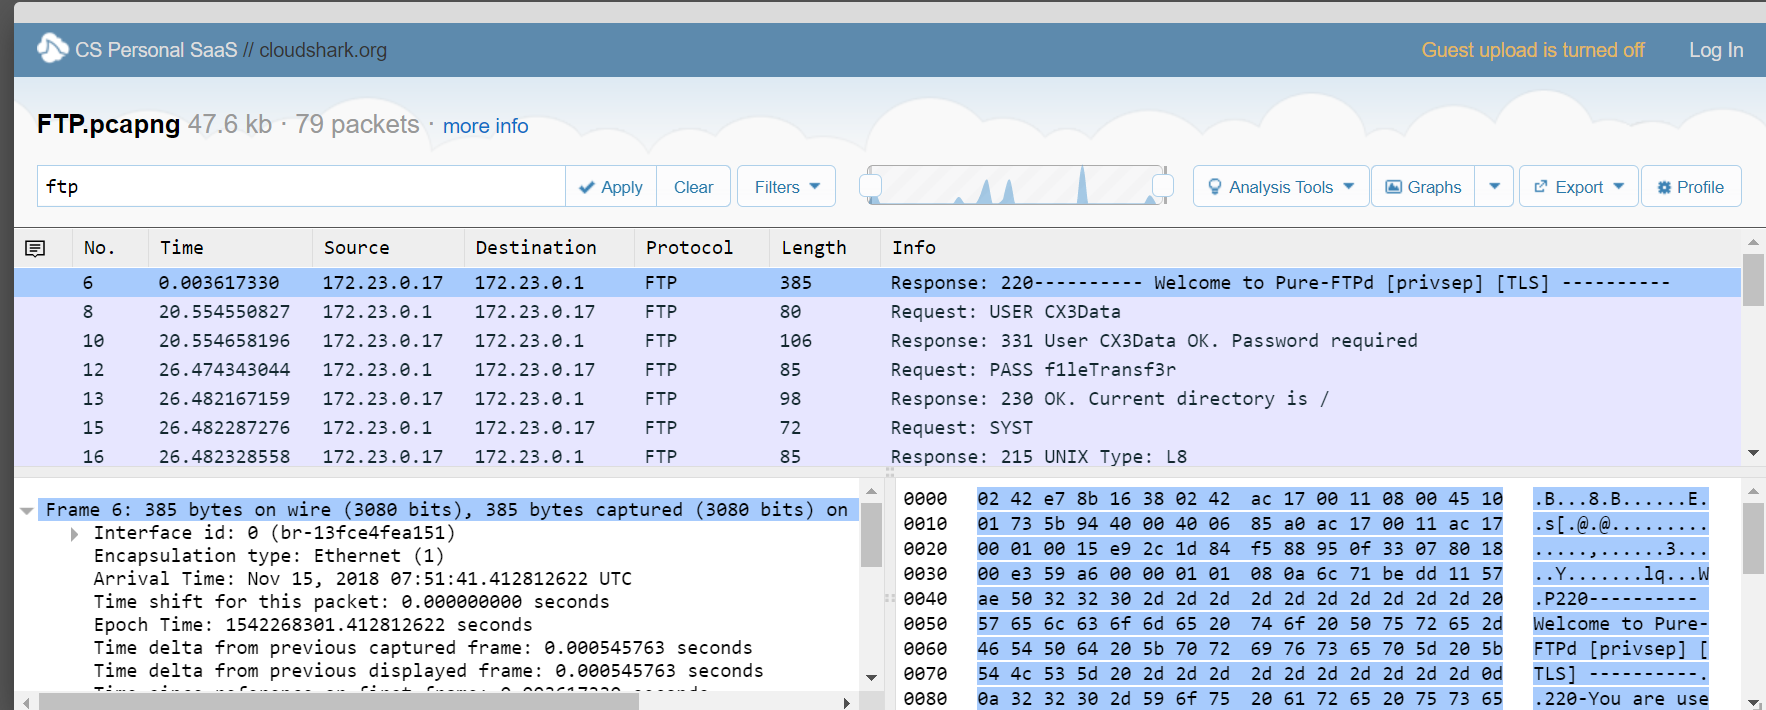 CS Personal SaaS // cloudshark.org
Guest upload is turned off
Log In
FTP.pcapng 47.6 kb · 79 packets · more info
ftp
Apply
Clear
Filters
Analysis Tools
Graphs
Export
Profile
No. Time Source Destination Protocol Length Info
6 0.003617330 172.23.0.17 172.23.0.1 FTP 385 Response: 220---------- Welcome to Pure-FTPd [privsep] [TLS] ----------
8 20.554550827 172.23.0.1 172.23.0.17 FTP 80 Request: USER CX3Data
10 20.554658196 172.23.0.17 172.23.0.1 FTP 106 Response: 331 User CX3Data OK. Password required
12 26.474343044 172.23.0.1 172.23.0.17 FTP 85 Request: PASS f1leTransf3r
13 26.482167159 172.23.0.17 172.23.0.1 FTP 98 Response: 230 OK. Current directory is /
15 26.482287276 172.23.0.1 172.23.0.17 FTP 72 Request: SYST
16 26.482328558 172.23.0.17 172.23.0.1 FTP 85 Response: 215 UNIX Type: L8
Frame 6: 385 bytes on wire (3080 bits), 385 bytes captured (3080 bits) on
Interface id: 0 (br-13fce4fea151)
Encapsulation type: Ethernet (1)
Arrival Time: Nov 15, 2018 07:51:41.412812622 UTC
Time shift for this packet: 0.000000000 seconds
Epoch Time: 1542268301.412812622 seconds
Time delta from previous captured frame: 0.000545763 seconds
Time delta from previous displayed frame: 0.000545763 seconds
Time since reference or first frame: 0.003617330 seconds
0000 02 42 e7 8b 16 38 02 42 ac 17 00 11 08 00 45 10 .B...8.B......E.
0010 01 73 5b 94 40 00 40 06 85 a0 ac 17 00 11 ac 17 .s[.@.@.........
0020 00 01 00 15 e9 2c 1d 84 f5 88 95 0f 33 07 80 18 .....,......3...
0030 00 e3 59 a6 00 00 01 01 08 0a 6c 71 be dd 11 57 ..Y.......lq...W
0040 ae 50 32 32 30 2d 2d 2d 2d 2d 2d 2d 2d 2d 2d 20 .P220----------
0050 57 65 6c 63 6f 6d 65 20 74 6f 20 50 75 72 65 2d Welcome to Pure-
0060 46 54 50 64 20 5b 70 72 69 76 73 65 70 5d 20 5b FTPd [privsep] [
0070 54 4c 53 5d 20 2d 2d 2d 2d 2d 2d 2d 2d 2d 2d 0d TLS] ----------.
0080 0a 32 32 30 2d 59 6f 75 20 61 72 65 20 75 73 65 .220-You are use